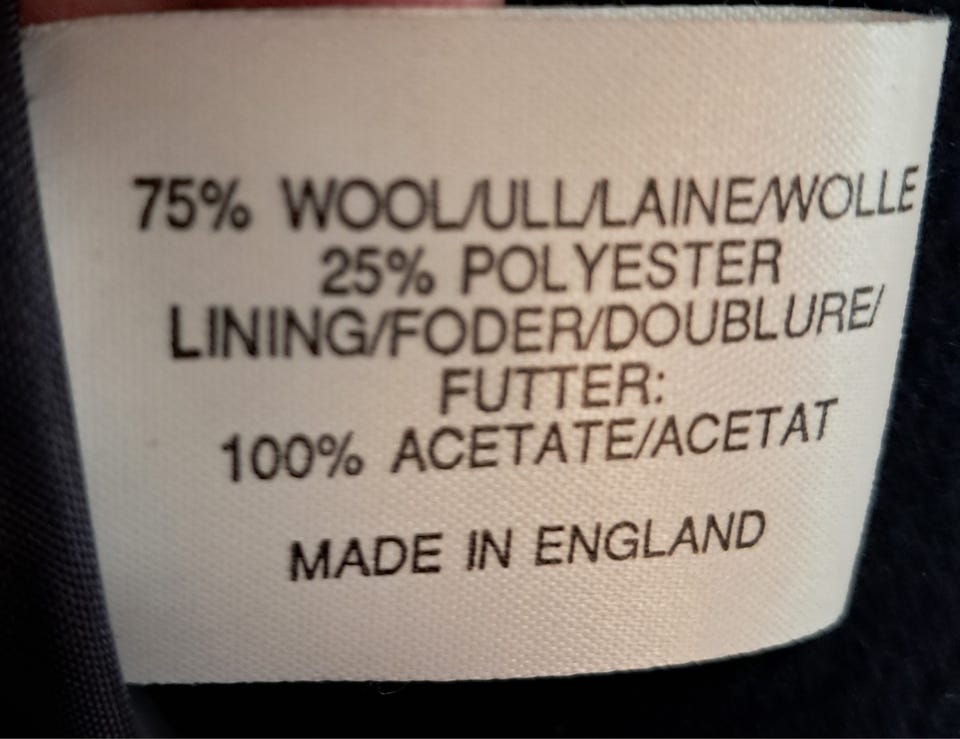 75% WOOL/ULL/LAINE/WOLLE
25% POLYESTER
LINING/FODER/DOUBLURE/
FUTTER:
100% ACETATE/ACETAT
MADE IN ENGLAND